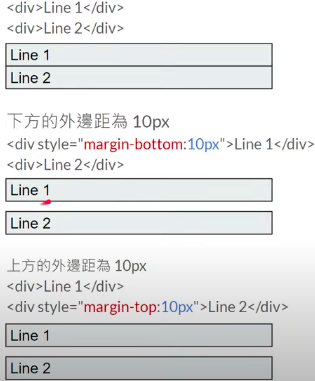 <div>Line 1</div>
<div>Line 2</div>
Line 1
Line 2
下方的外邊距為 10px
<div style="margin-bottom:10px">Line 1</div>
<div>Line 2</div>
Line 1
Line 2
上方的外邊距為 10px
<div>Line 1</div>
<div style="margin-top:10px">Line 2</div>
Line 1
Line 2